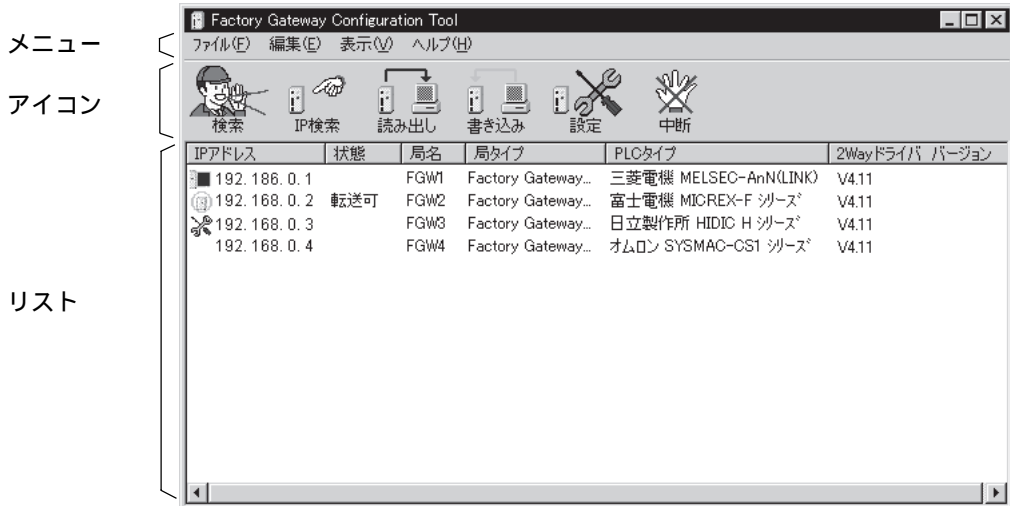 Factory Gateway Configuration Tool
メニュー
ファイル(F) 編集(E) 表示(V) ヘルプ(H)
アイコン
検索 IP検索 読み出し 書き込み 設定 中断
IPアドレス 状態 局名 局タイプ PLCタイプ 2Wayドライバ バージョン
192.186.0.1 FGW1 Factory Gateway... 三菱電機 MELSEC-AnN(LINK) V4.11
192.168.0.2 転送可 FGW2 Factory Gateway... 富士電機 MICREX-F シリーズ V4.11
192.168.0.3 FGW3 Factory Gateway... 日立製作所 HIDIC H シリーズ V4.11
192.168.0.4 FGW4 Factory Gateway... オムロン SYSMAC-CS1 シリーズ V4.11
リスト